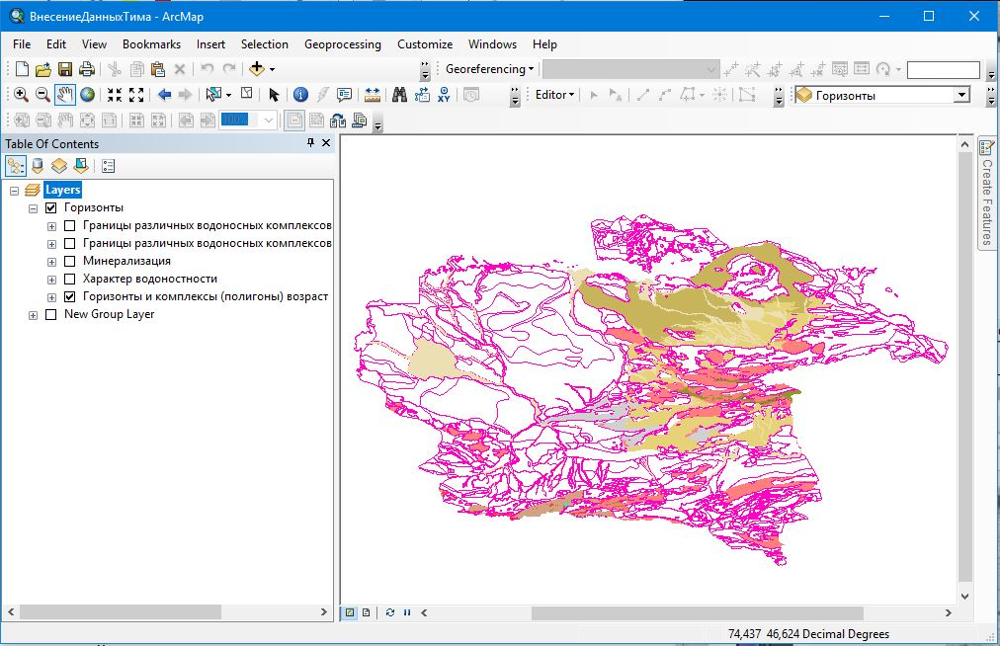 ВнесениеДанныхТима - ArcMap
File Edit View Bookmarks Insert Selection Geoprocessing Customize Windows Help
Georeferencing
Editor
Горизонты
100%
Table Of Contents
Layers
Горизонты
Границы различных водоносных комплексов
Границы различных водоносных комплексов
Минерализация
Характер водоностности
Горизонты и комплексы (полигоны) возраст
New Group Layer
Create Features
74,437 46,624 Decimal Degrees